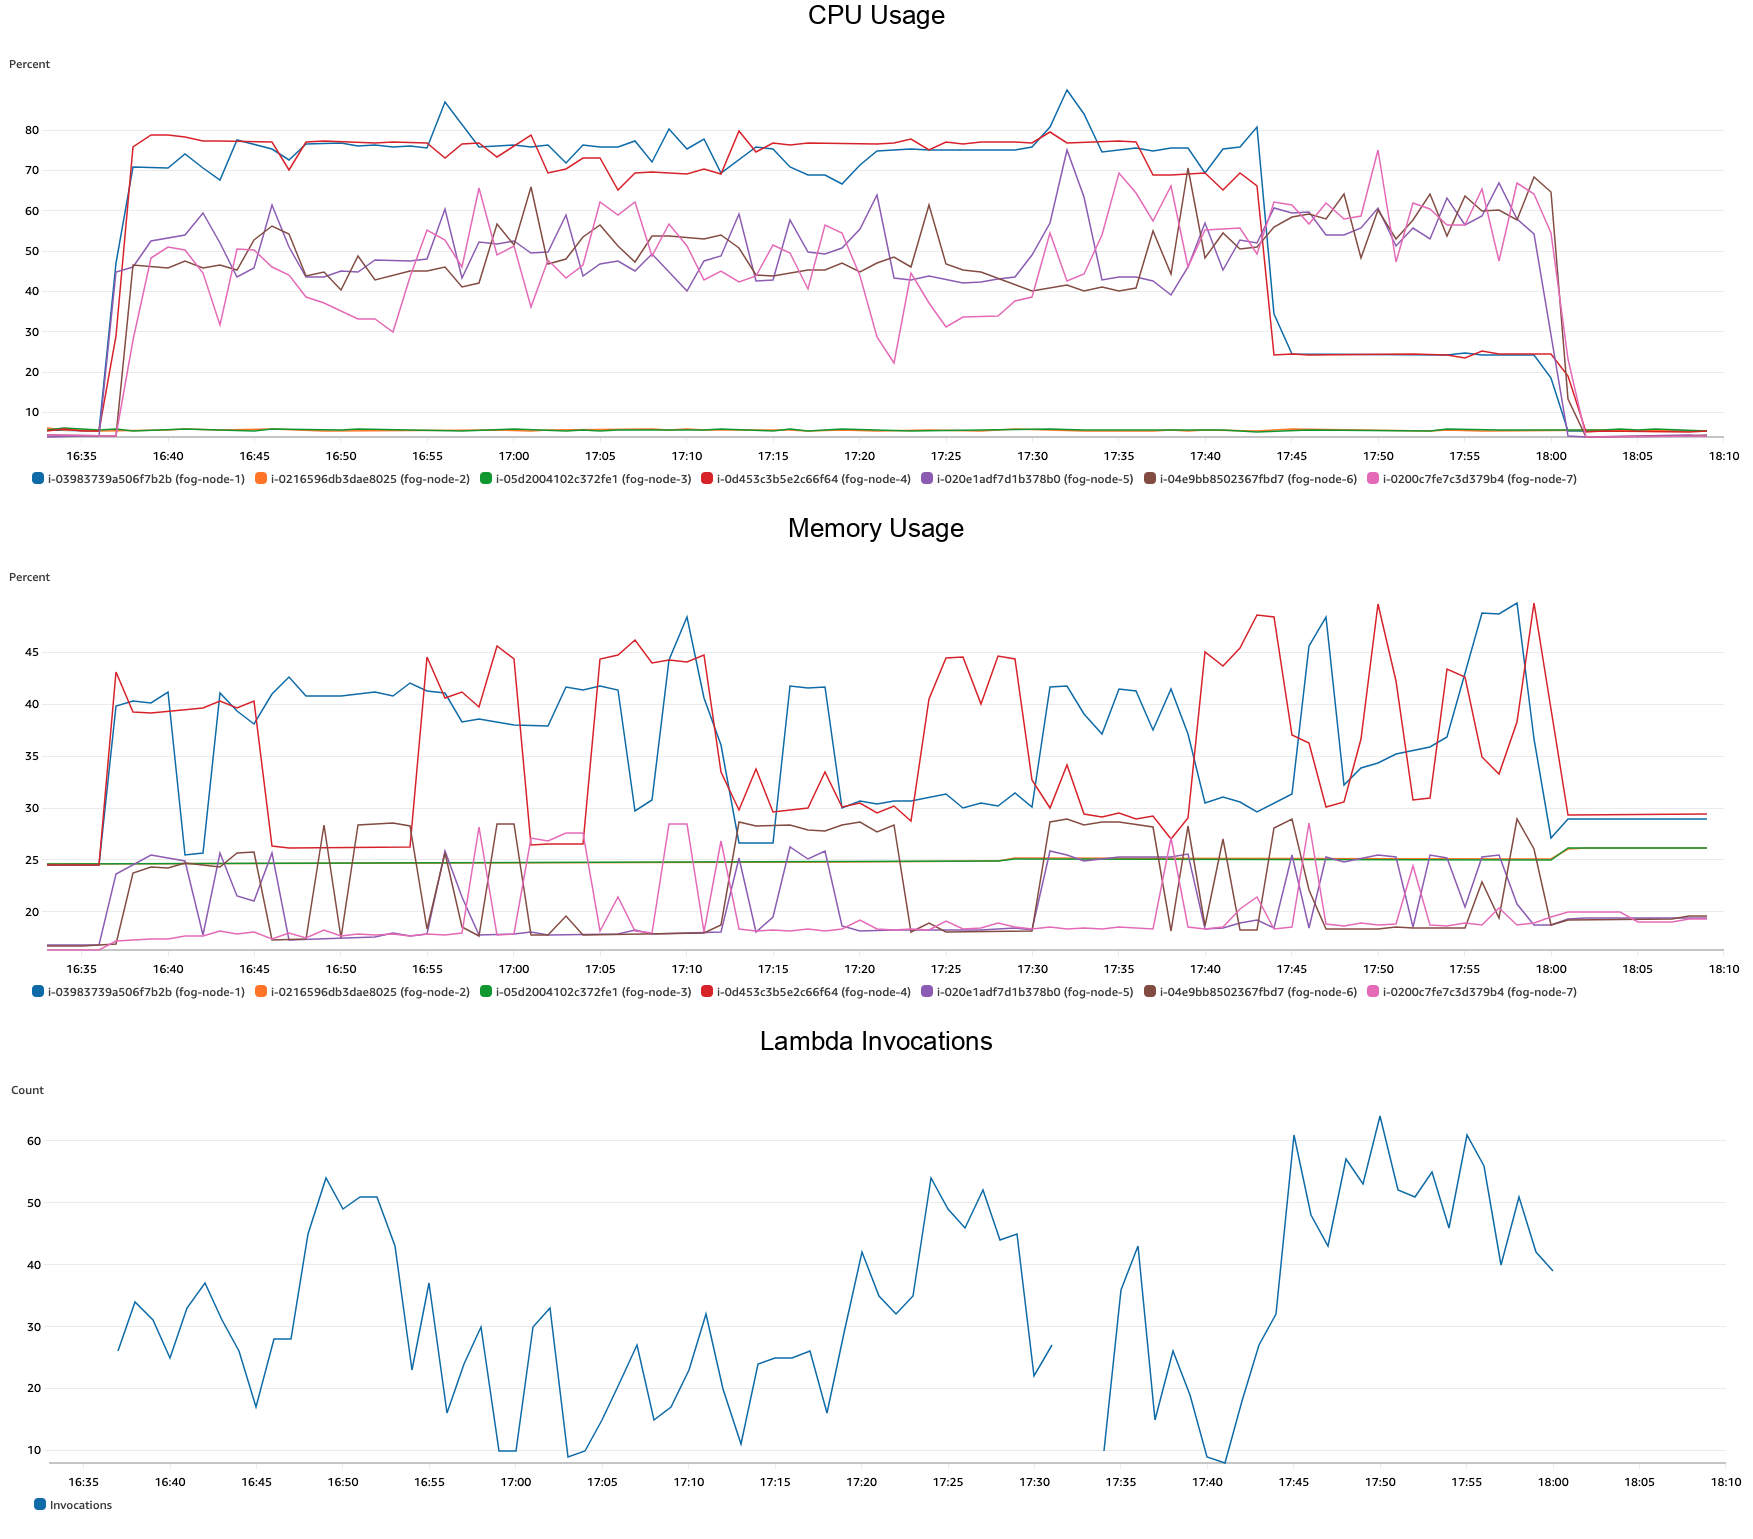 CPU Usage
Percent
80
70
60
50
40
30
20
10
16:35 16:40 16:45 16:50 16:55 17:00 17:05 17:10 17:15 17:20 17:25 17:30 17:35 17:40 17:45 17:50 17:55 18:00 18:05 18:10
i-03983739a506f7b2b (fog-node-1) i-0216596db3dae8025 (fog-node-2) i-05d2004102c372fe1 (fog-node-3) i-0d453c3b5e2c66f64 (fog-node-4) i-020e1adf7d1b378b0 (fog-node-5) i-04e9bb8502367fbd7 (fog-node-6) i-0200c7fe7c3d379b4 (fog-node-7)
Memory Usage
Percent
45
40
35
30
25
20
16:35 16:40 16:45 16:50 16:55 17:00 17:05 17:10 17:15 17:20 17:25 17:30 17:35 17:40 17:45 17:50 17:55 18:00 18:05 18:10
i-03983739a506f7b2b (fog-node-1) i-0216596db3dae8025 (fog-node-2) i-05d2004102c372fe1 (fog-node-3) i-0d453c3b5e2c66f64 (fog-node-4) i-020e1adf7d1b378b0 (fog-node-5) i-04e9bb8502367fbd7 (fog-node-6) i-0200c7fe7c3d379b4 (fog-node-7)
Lambda Invocations
Count
60
50
40
30
20
10
16:35 16:40 16:45 16:50 16:55 17:00 17:05 17:10 17:15 17:20 17:25 17:30 17:35 17:40 17:45 17:50 17:55 18:00 18:05 18:10
Invocations